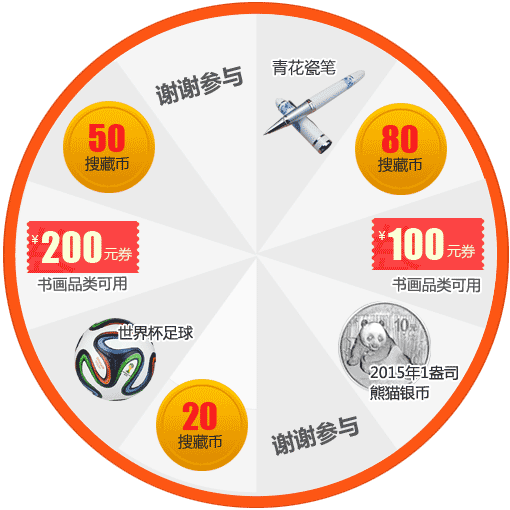 谢谢参与
青花瓷笔
50
搜藏币
80
搜藏币
¥200元券
书画品类可用
¥100元券
书画品类可用
世界杯足球
10元
2015年1盎司
熊猫银币
20
搜藏币
谢谢参与